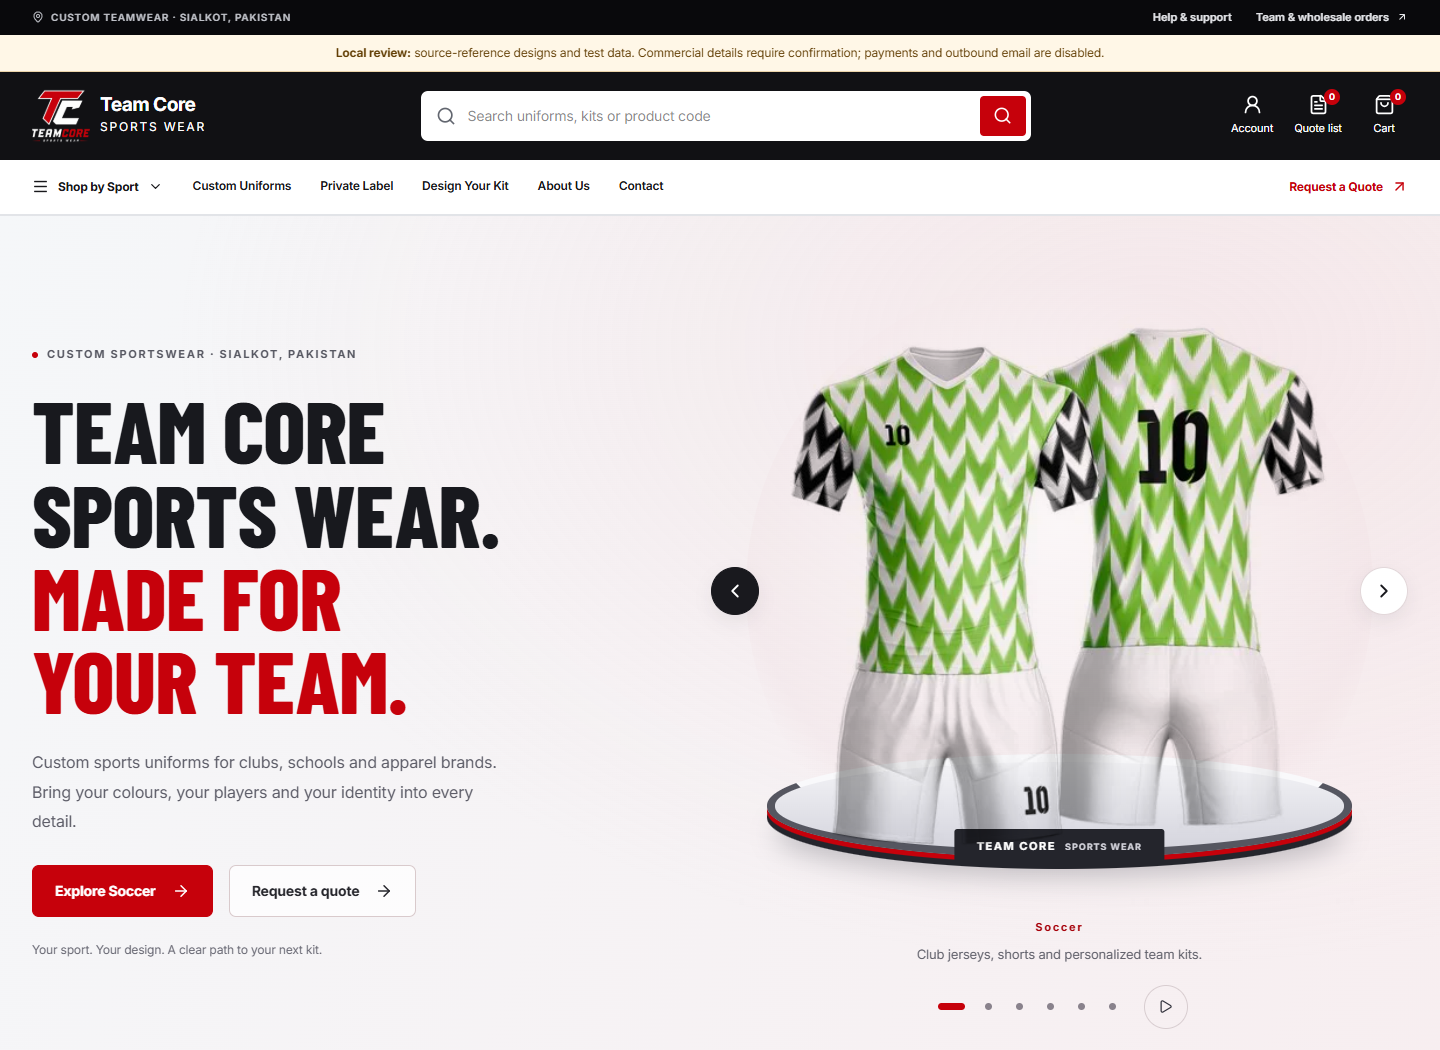 CUSTOM TEAMWEAR · SIALKOT, PAKISTAN
Help & support
Team & wholesale orders
Local review: source-reference designs and test data. Commercial details require confirmation; payments and outbound email are disabled.
TC
TEAMCORE
SPORTS WEAR
Team Core
SPORTS WEAR
Search uniforms, kits or product code
Account
0
Quote list
0
Cart
Shop by Sport
Custom Uniforms
Private Label
Design Your Kit
About Us
Contact
Request a Quote
CUSTOM SPORTSWEAR · SIALKOT, PAKISTAN
TEAM CORE
SPORTS WEAR.
MADE FOR
YOUR TEAM.
Custom sports uniforms for clubs, schools and apparel brands.
Bring your colours, your players and your identity into every
detail.
Explore Soccer
Request a quote
Your sport. Your design. A clear path to your next kit.
10
10
10
TEAM CORE SPORTS WEAR
Soccer
Club jerseys, shorts and personalized team kits.